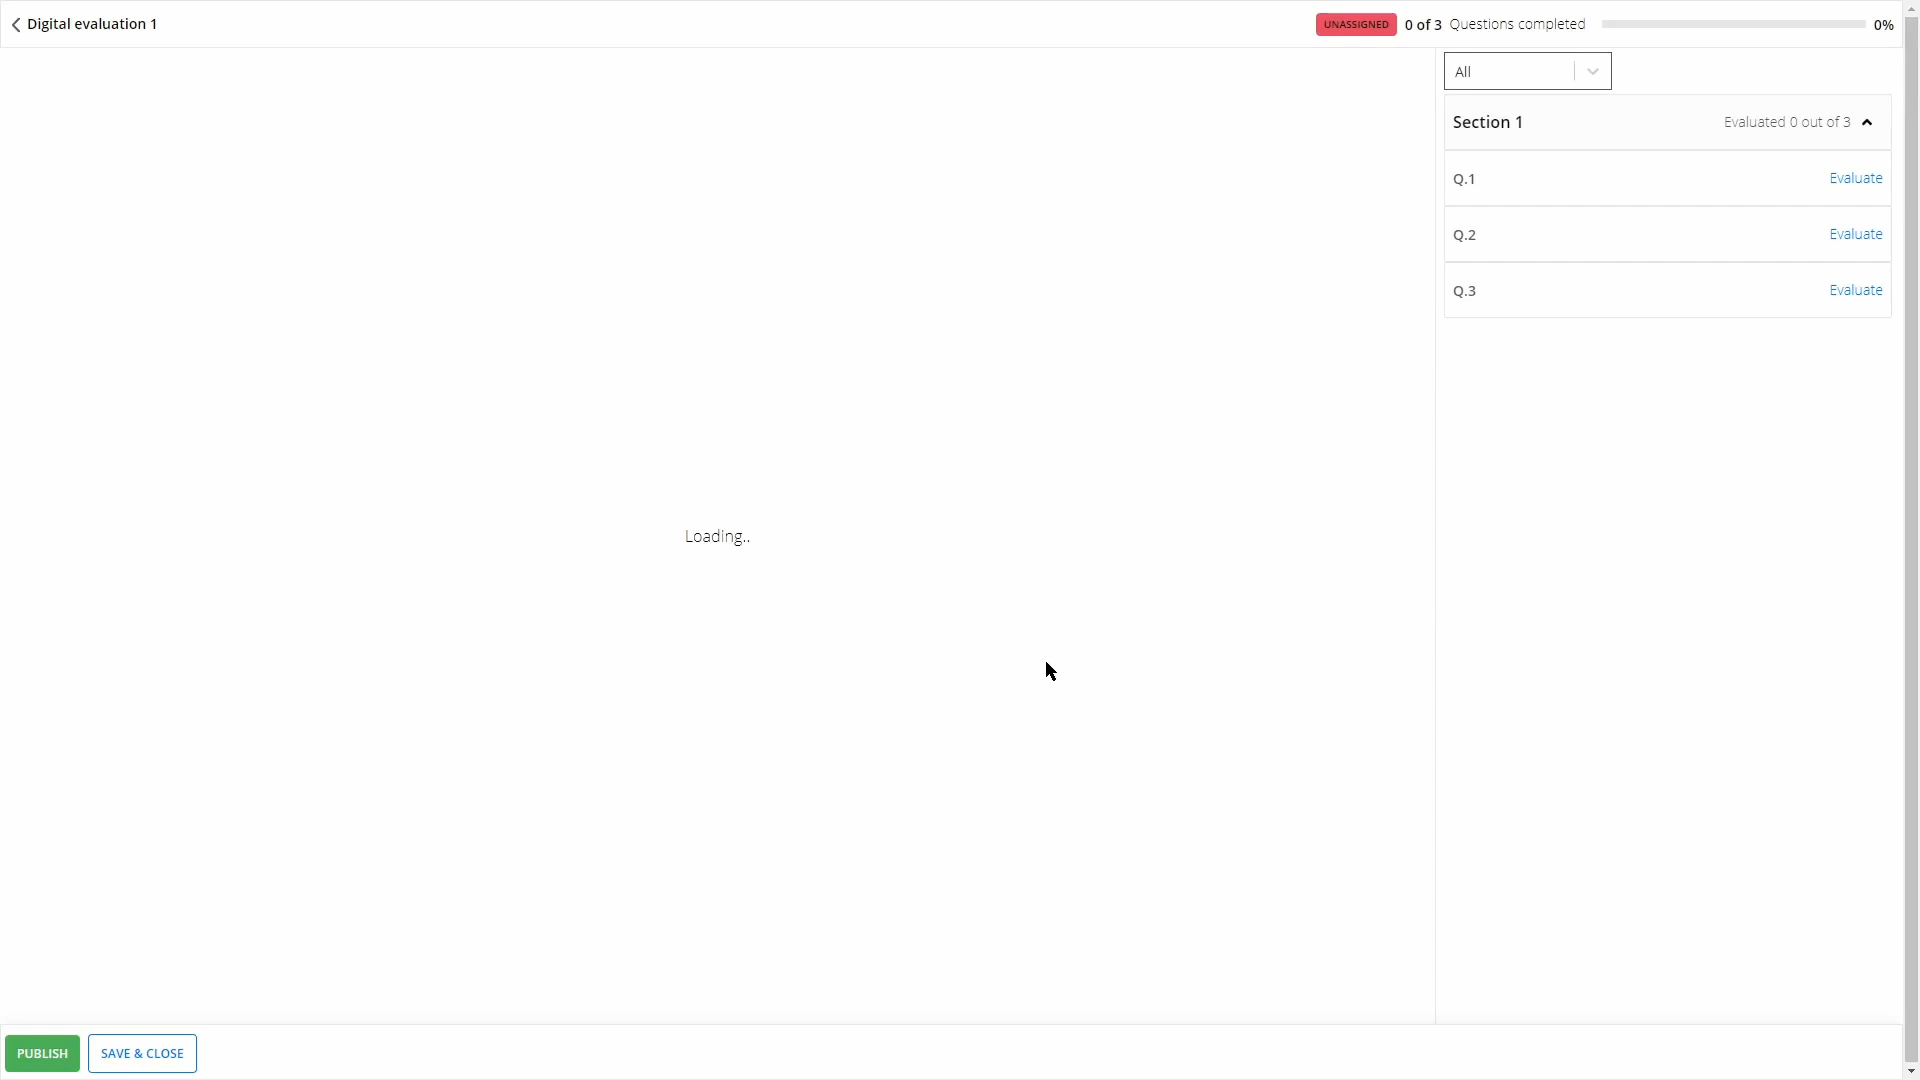 Digital evaluation 1
UNASSIGNED 0 of 3 Questions completed 0%
All
Section 1 Evaluated 0 out of 3
Q.1 Evaluate
Q.2 Evaluate
Q.3 Evaluate
Loading..
PUBLISH SAVE & CLOSE